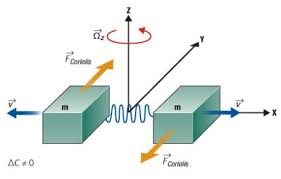 Z
Ω⃗z
Y
F⃗Coriolis
v⃗
m
m
v⃗
X
F⃗Coriolis
ΔC ≠ 0